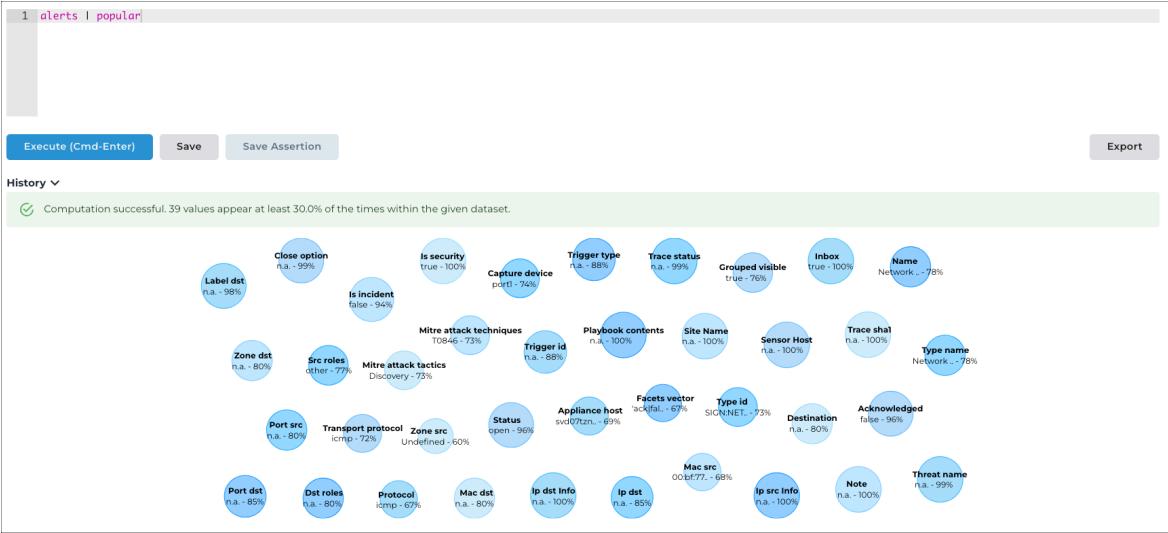 1 alerts | popular
Execute (Cmd-Enter) Save Save Assertion Export
History
Computation successful. 39 values appear at least 30.0% of the times within the given dataset.
Label dst
n.a. - 98%
Close option
n.a. - 99%
Is incident
false - 94%
Is security
true - 100%
Capture device
port1 - 74%
Trigger type
n.a. - 88%
Trace status
n.a. - 99%
Grouped visible
true - 76%
Inbox
true - 100%
Name
Network .. - 78%
Zone dst
n.a. - 80%
Src roles
other - 77%
Mitre attack tactics
Discovery - 73%
Mitre attack techniques
T0846 - 73%
Trigger id
n.a. - 88%
Playbook contents
n.a. - 100%
Site Name
n.a. - 100%
Sensor Host
n.a. - 100%
Trace sha1
n.a. - 100%
Type name
Network .. - 78%
Port src
n.a. - 80%
Transport protocol
icmp - 72%
Zone src
Undefined - 60%
Status
open - 96%
Appliance host
svd07tzn.. - 69%
Facets vector
'ack|fal.. - 67%
Type id
SIGN:NET.. - 73%
Destination
n.a. - 80%
Acknowledged
false - 96%
Port dst
n.a. - 85%
Dst roles
n.a. - 80%
Protocol
icmp - 67%
Mac dst
n.a. - 80%
Ip dst Info
n.a. - 100%
Ip dst
n.a. - 85%
Mac src
00:bf:77.. - 68%
Ip src Info
n.a. - 100%
Note
n.a. - 100%
Threat name
n.a. - 99%